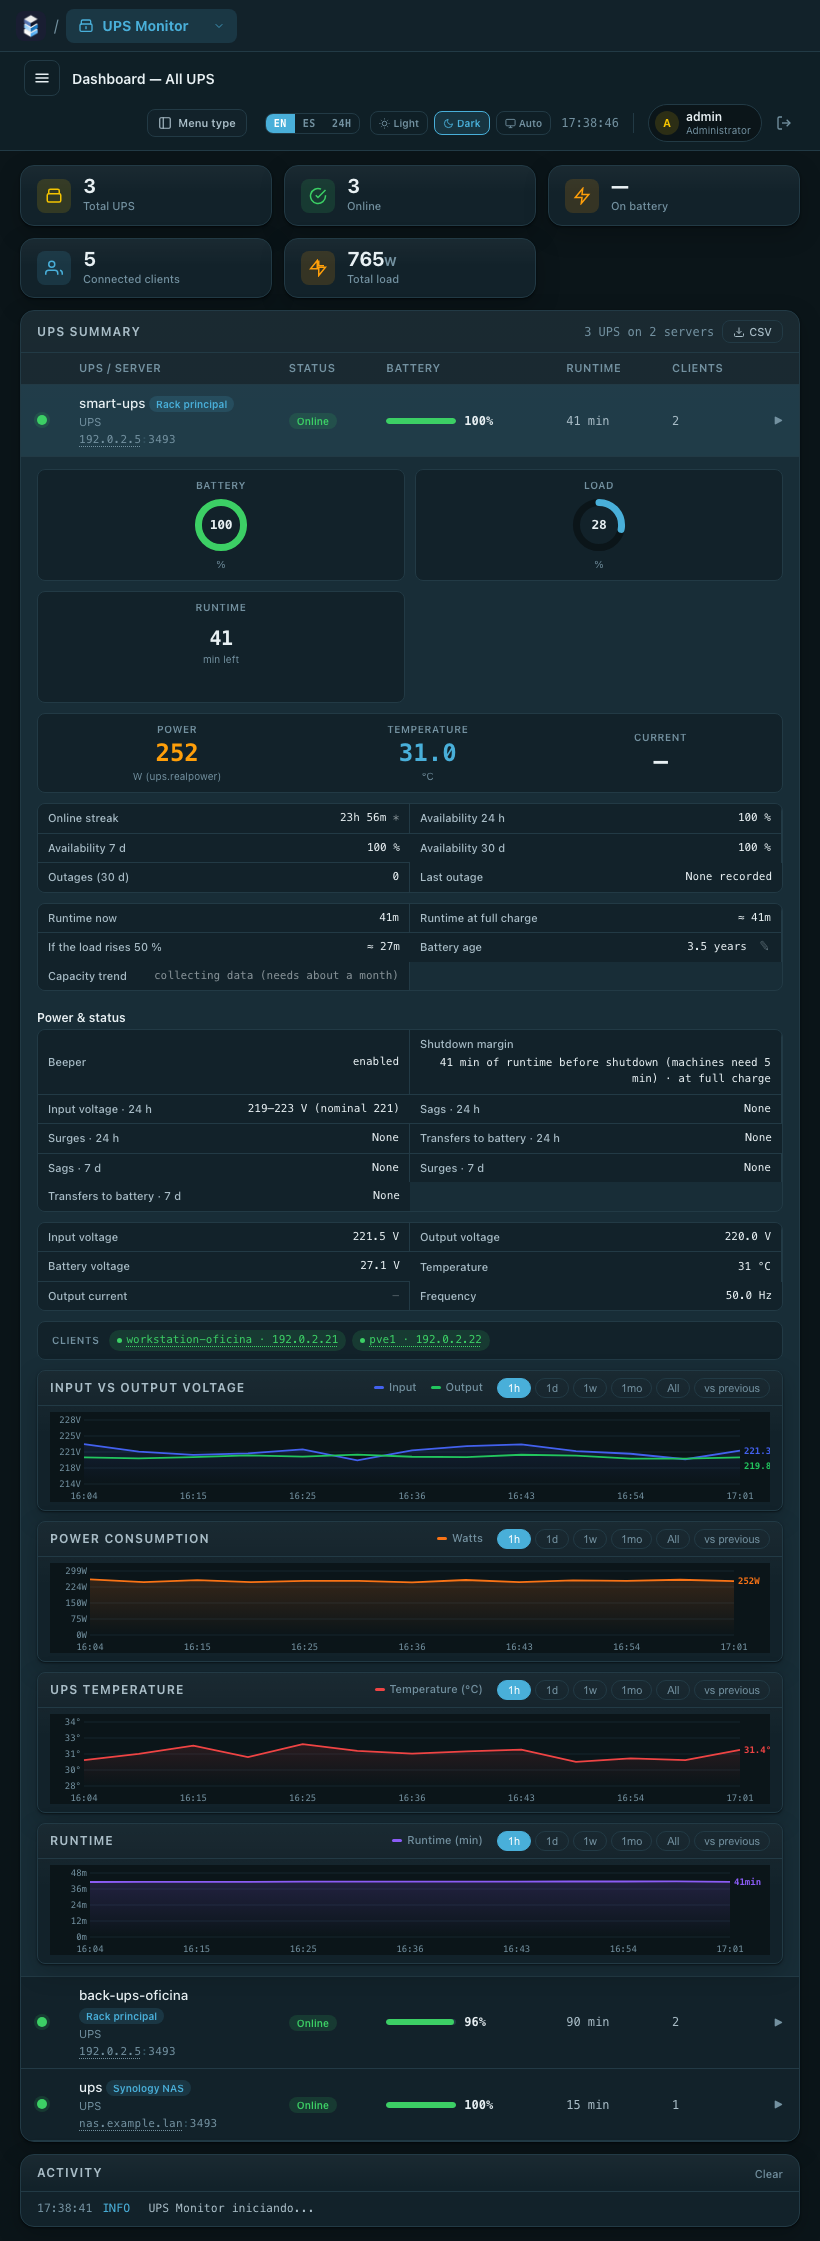 / UPS Monitor
Dashboard — All UPS
Menu type EN ES 24H Light Dark Auto 17:38:46 A admin
Administrator
3
Total UPS
3
Online
—
On battery
5
Connected clients
765W
Total load
UPS SUMMARY 3 UPS on 2 servers CSV
UPS / SERVER STATUS BATTERY RUNTIME CLIENTS
smart-ups Rack principal
UPS
192.0.2.5:3493
Online 100% 41 min 2
BATTERY
100
%
LOAD
28
%
RUNTIME
41
min left
POWER
252
W (ups.realpower)
TEMPERATURE
31.0
°C
CURRENT
—
Online streak 23h 56m * Availability 24 h 100 %
Availability 7 d 100 % Availability 30 d 100 %
Outages (30 d) 0 Last outage None recorded
Runtime now 41m Runtime at full charge ≈ 41m
If the load rises 50 % ≈ 27m Battery age 3.5 years
Capacity trend collecting data (needs about a month)
Power & status
Beeper enabled
Shutdown margin
41 min of runtime before shutdown (machines need 5
min) · at full charge
Input voltage · 24 h 219–223 V (nominal 221) Sags · 24 h None
Surges · 24 h None Transfers to battery · 24 h None
Sags · 7 d None Surges · 7 d None
Transfers to battery · 7 d None
Input voltage 221.5 V Output voltage 220.0 V
Battery voltage 27.1 V Temperature 31 °C
Output current — Frequency 50.0 Hz
CLIENTS workstation-oficina · 192.0.2.21 pve1 · 192.0.2.22
INPUT VS OUTPUT VOLTAGE Input Output 1h 1d 1w 1mo All vs previous
228V
225V
221V
218V
214V
221.3
219.8
16:04 16:15 16:25 16:36 16:43 16:54 17:01
POWER CONSUMPTION Watts 1h 1d 1w 1mo All vs previous
299W
224W
150W
75W
0W
252W
16:04 16:15 16:25 16:36 16:43 16:54 17:01
UPS TEMPERATURE Temperature (°C) 1h 1d 1w 1mo All vs previous
34°
33°
31°
30°
28°
31.4°
16:04 16:15 16:25 16:36 16:43 16:54 17:01
RUNTIME Runtime (min) 1h 1d 1w 1mo All vs previous
48m
36m
24m
12m
0m
41min
16:04 16:15 16:25 16:36 16:43 16:54 17:01
back-ups-oficina
Rack principal
UPS
192.0.2.5:3493
Online 96% 90 min 2
ups Synology NAS
UPS
nas.example.lan:3493
Online 100% 15 min 1
ACTIVITY Clear
17:38:41 INFO UPS Monitor iniciando...